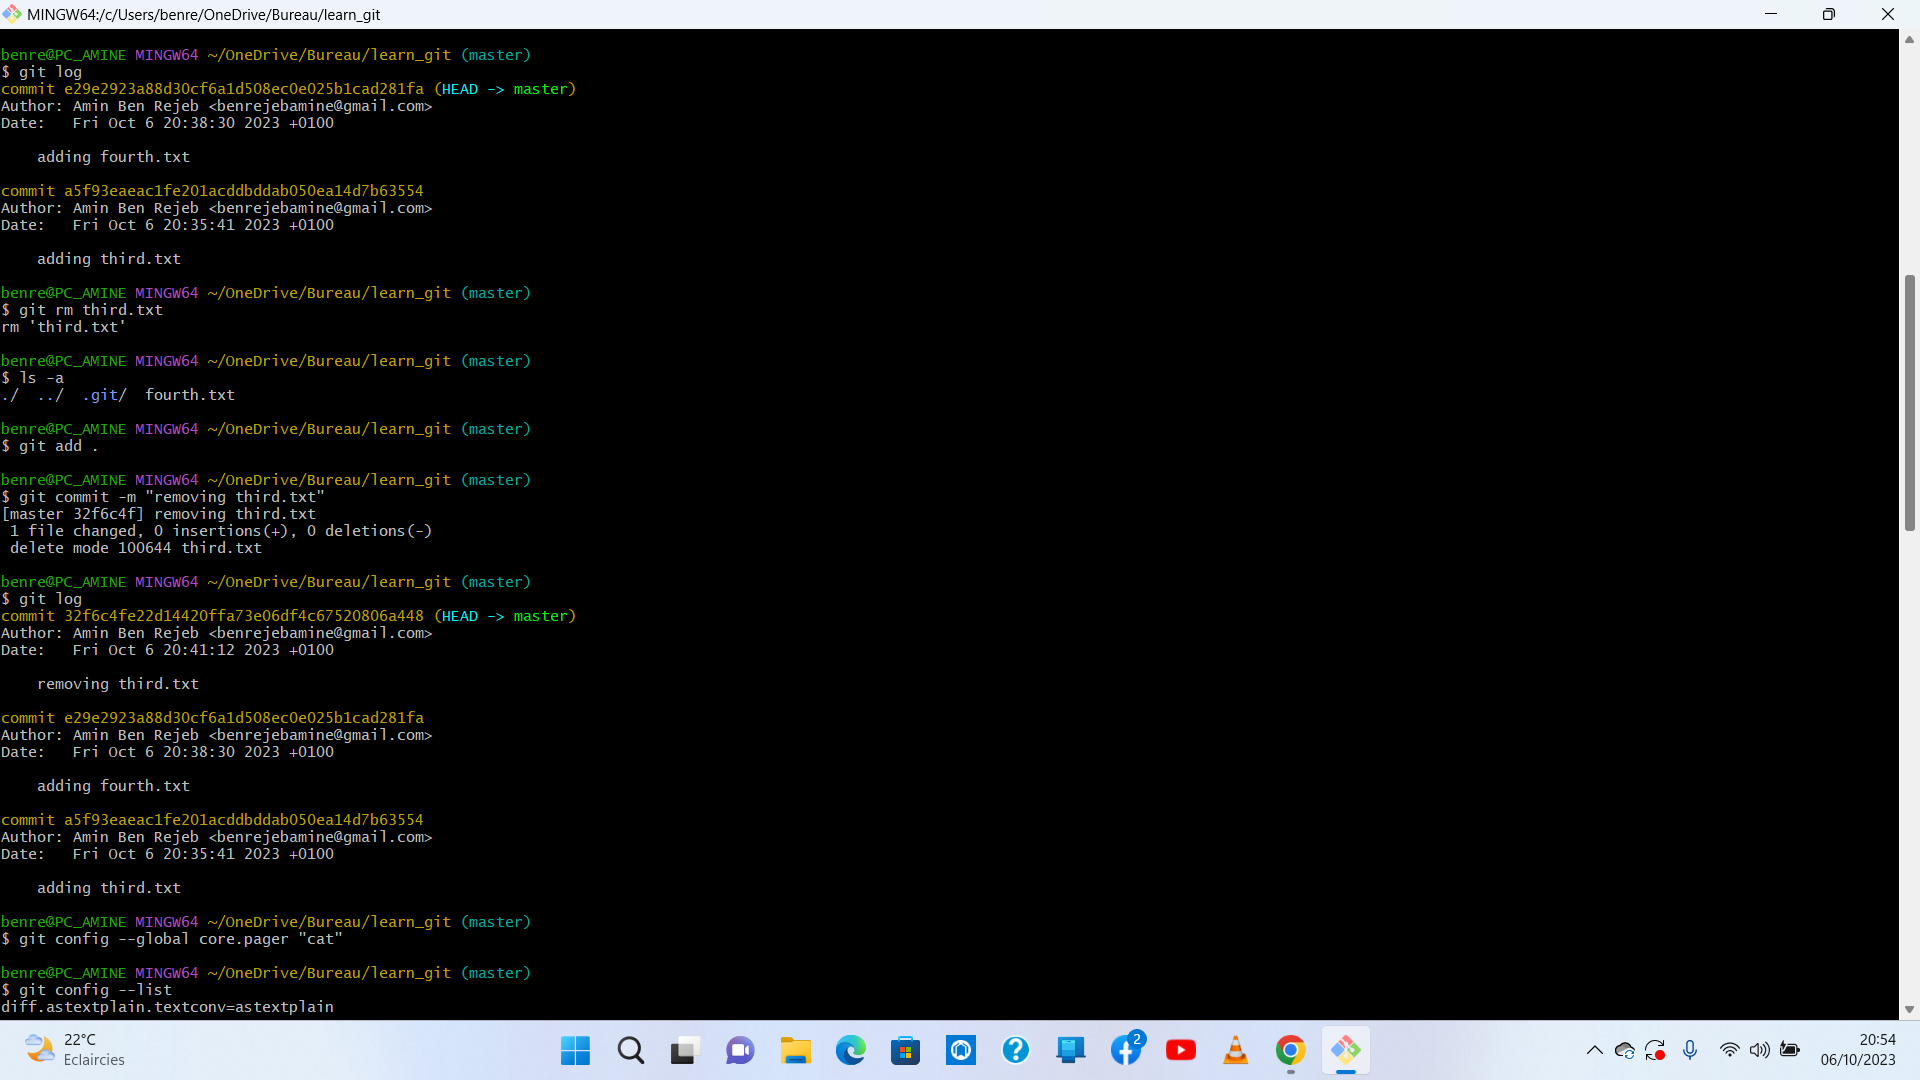 MINGW64:/c/Users/benre/OneDrive/Bureau/learn_git
benre@PC_AMINE MINGW64 ~/OneDrive/Bureau/learn_git (master)
$ git log
commit e29e2923a88d30cf6a1d508ec0e025b1cad281fa (HEAD -> master)
Author: Amin Ben Rejeb <benrejebamine@gmail.com>
Date:   Fri Oct 6 20:38:30 2023 +0100
    adding fourth.txt
commit a5f93eaeac1fe201acddbddab050ea14d7b63554
Author: Amin Ben Rejeb <benrejebamine@gmail.com>
Date:   Fri Oct 6 20:35:41 2023 +0100
    adding third.txt
benre@PC_AMINE MINGW64 ~/OneDrive/Bureau/learn_git (master)
$ git rm third.txt
rm 'third.txt'
benre@PC_AMINE MINGW64 ~/OneDrive/Bureau/learn_git (master)
$ ls -a
./  ../  .git/  fourth.txt
benre@PC_AMINE MINGW64 ~/OneDrive/Bureau/learn_git (master)
$ git add .
benre@PC_AMINE MINGW64 ~/OneDrive/Bureau/learn_git (master)
$ git commit -m "removing third.txt"
[master 32f6c4f] removing third.txt
 1 file changed, 0 insertions(+), 0 deletions(-)
 delete mode 100644 third.txt
benre@PC_AMINE MINGW64 ~/OneDrive/Bureau/learn_git (master)
$ git log
commit 32f6c4fe22d14420ffa73e06df4c67520806a448 (HEAD -> master)
Author: Amin Ben Rejeb <benrejebamine@gmail.com>
Date:   Fri Oct 6 20:41:12 2023 +0100
    removing third.txt
commit e29e2923a88d30cf6a1d508ec0e025b1cad281fa
Author: Amin Ben Rejeb <benrejebamine@gmail.com>
Date:   Fri Oct 6 20:38:30 2023 +0100
    adding fourth.txt
commit a5f93eaeac1fe201acddbddab050ea14d7b63554
Author: Amin Ben Rejeb <benrejebamine@gmail.com>
Date:   Fri Oct 6 20:35:41 2023 +0100
    adding third.txt
benre@PC_AMINE MINGW64 ~/OneDrive/Bureau/learn_git (master)
$ git config --global core.pager "cat"
benre@PC_AMINE MINGW64 ~/OneDrive/Bureau/learn_git (master)
$ git config --list
diff.astextplain.textconv=astextplain
22°C
Eclaircies
2
20:54
06/10/2023